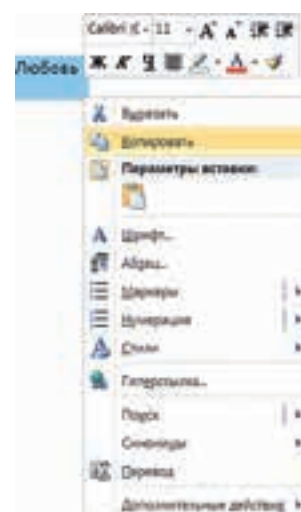 Calibri (С 11 А А
Любовь Ж К Ч А
Вырезать
Копировать
Параметры вставки:
А Шрифт...
Абзац...
Маркеры
Нумерация
Стили
Гиперссылка...
Поиск
Синонимы
Перевод
Дополнительные действия